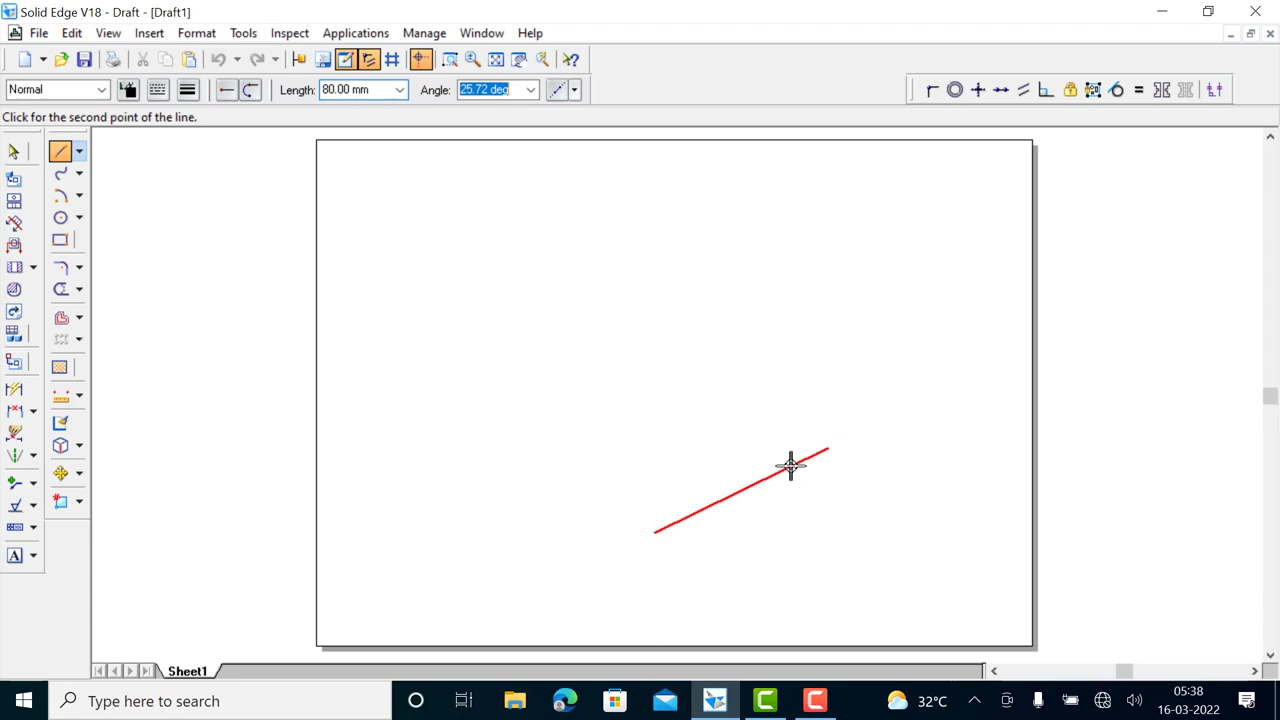 Solid Edge V18 - Draft - [Draft1]
File Edit View Insert Format Tools Inspect Applications Manage Window Help
Normal Length: 80.00 mm Angle: 25.72 deg
Click for the second point of the line.
A
Sheet1
Type here to search
32°C
05:38
16-03-2022